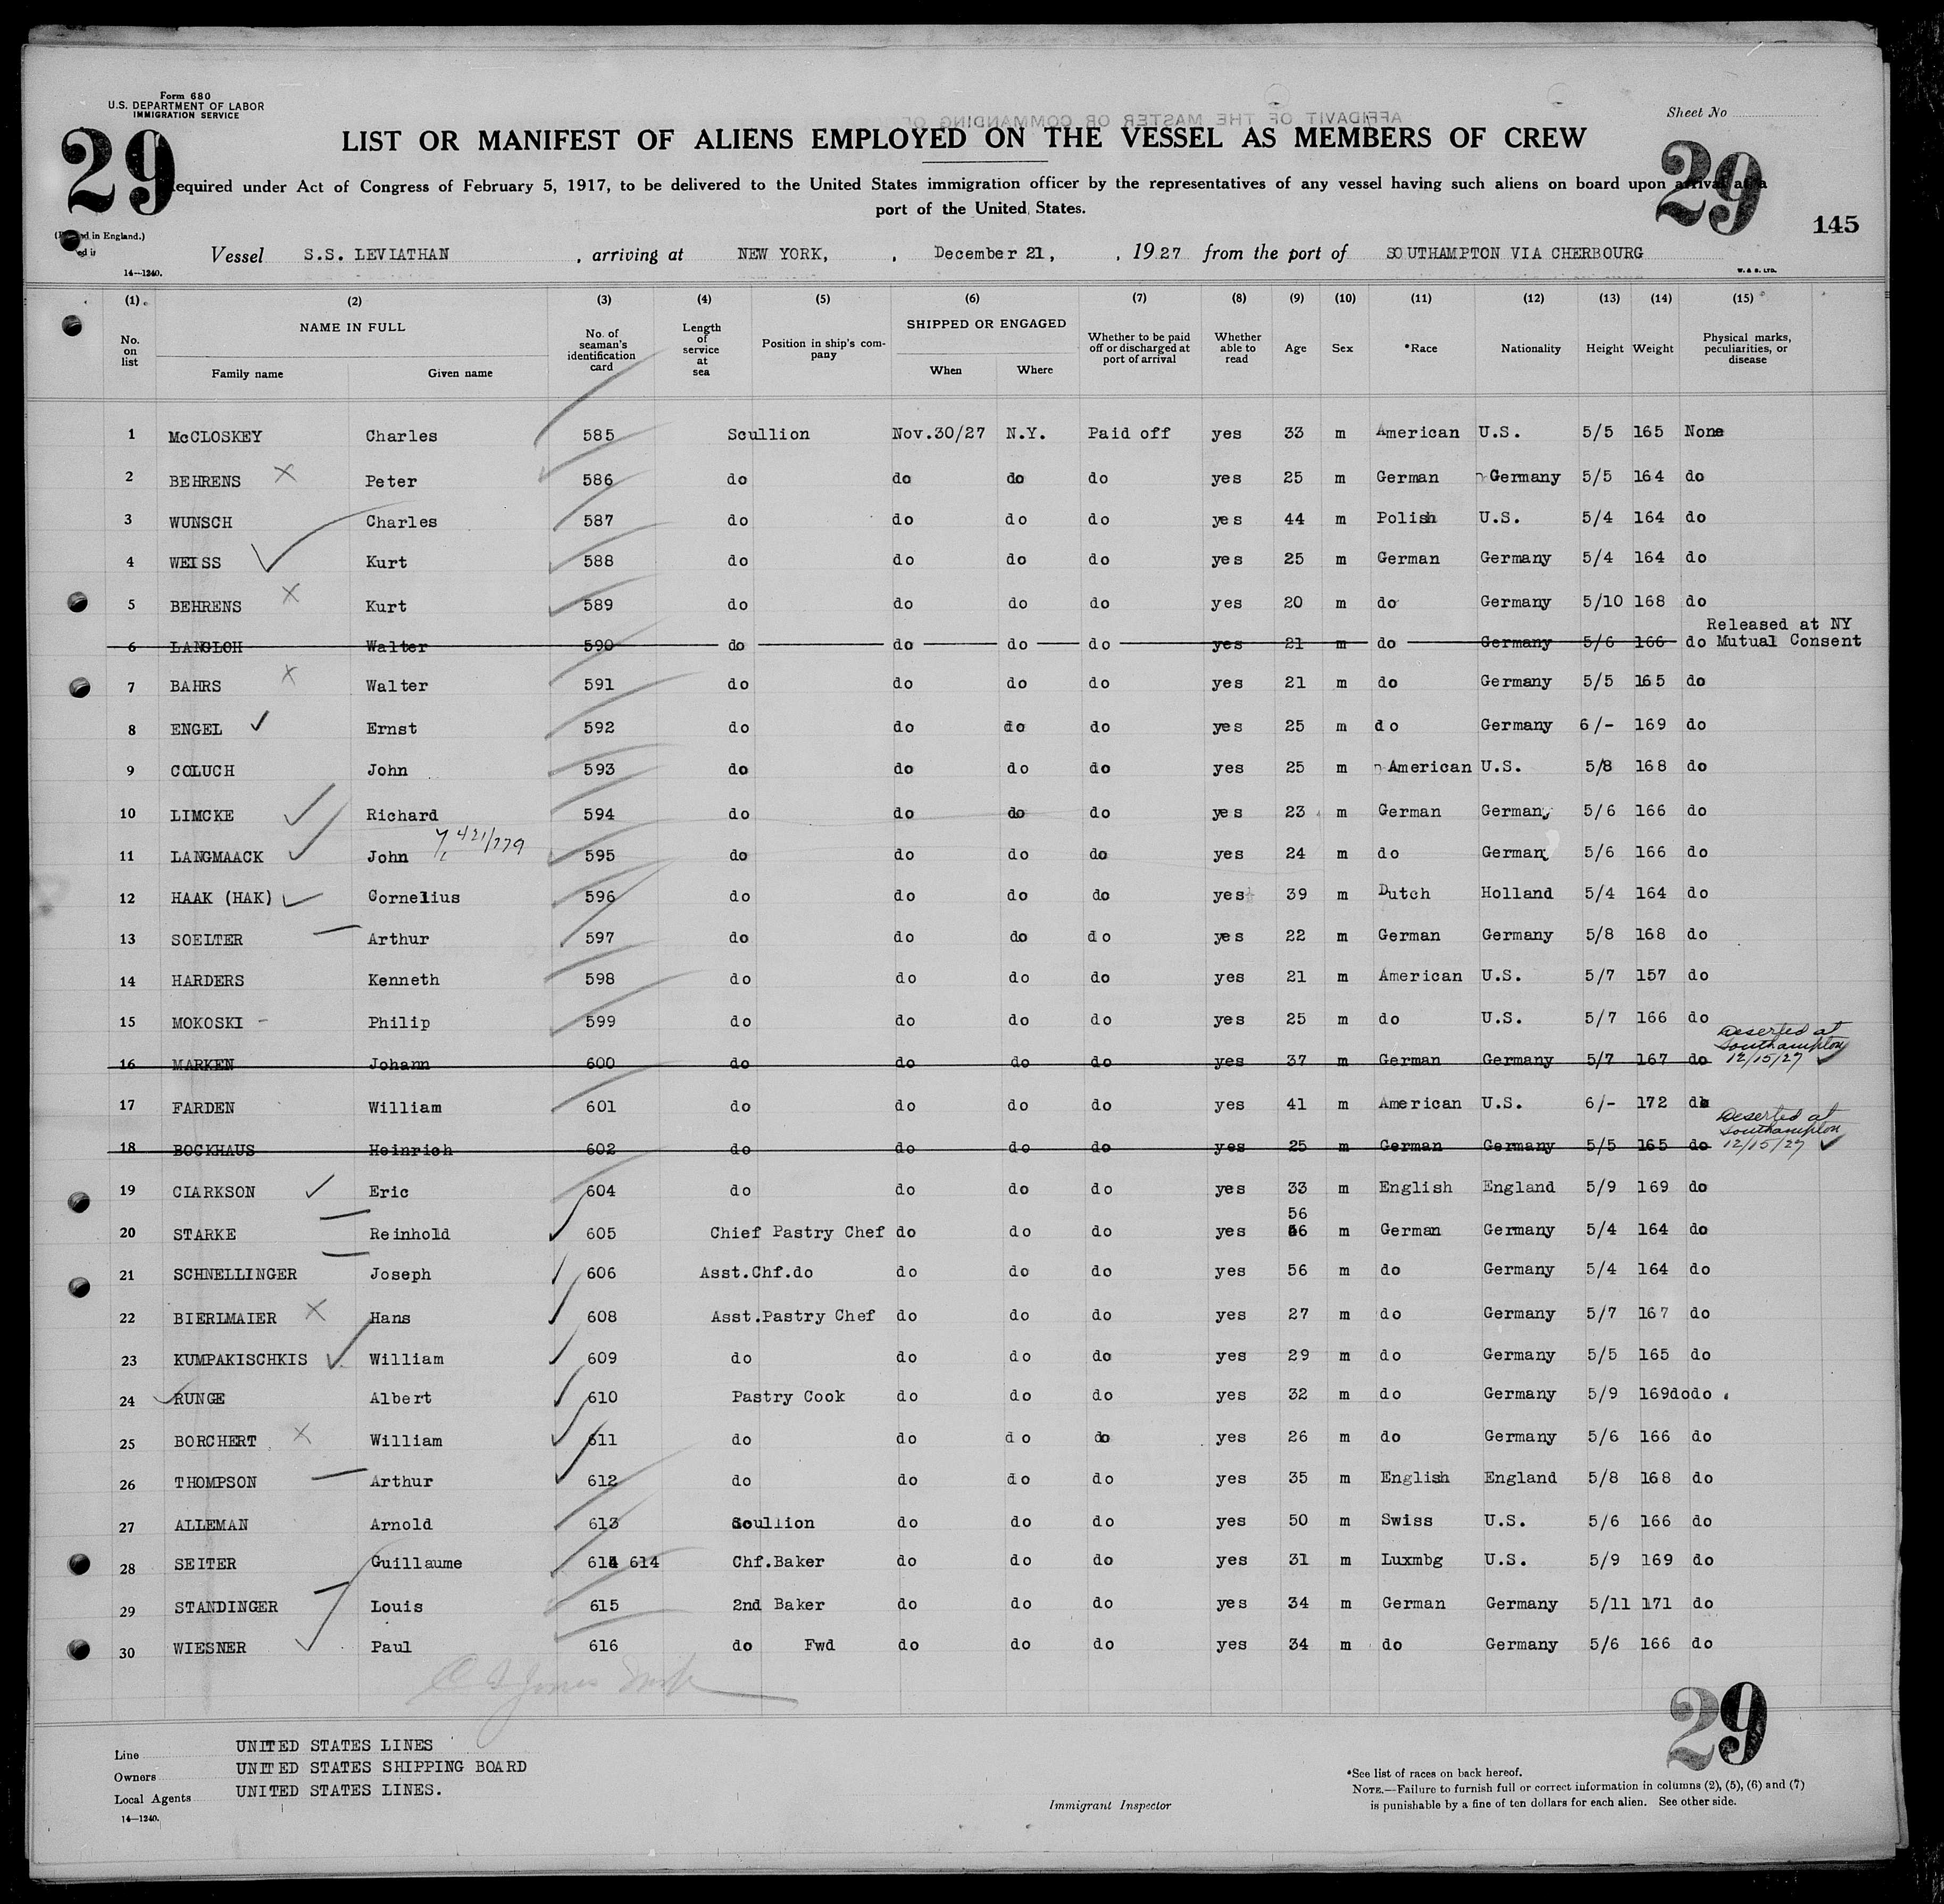 Form 680
U.S. DEPARTMENT OF LABOR
IMMIGRATION SERVICE
Sheet No
AFFIDAVIT OF THE MASTER OR COMMANDING OF
29 LIST OR MANIFEST OF ALIENS EMPLOYED ON THE VESSEL AS MEMBERS OF CREW 29
equired under Act of Congress of February 5, 1917, to be delivered to the United States immigration officer by the representatives of any vessel having such aliens on board upon arrival at a
port of the United States.
145
in England.)
14—1240.
Vessel S.S. LEVIATHAN , arriving at NEW YORK, , December 21, , 1927 from the port of SOUTHAMPTON VIA CHERBOURG
W. & S. LTD.
(1) (2) (3) (4) (5) (6) (7) (8) (9) (10) (11) (12) (13) (14) (15)
No. on list NAME IN FULL Family name Given name No. of seaman's identification card Length of service at sea Position in ship's company SHIPPED OR ENGAGED When Where Whether to be paid off or discharged at port of arrival Whether able to read Age Sex *Race Nationality Height Weight Physical marks, peculiarities, or disease
1 McCLOSKEY Charles 585 Scullion Nov.30/27 N.Y. Paid off yes 33 m American U.S. 5/5 165 None
2 BEHRENS X Peter 586 do do do do yes 25 m German Germany 5/5 164 do
3 WUNSCH Charles 587 do do do do yes 44 m Polish U.S. 5/4 164 do
4 WEISS Kurt 588 do do do do yes 25 m German Germany 5/4 164 do
5 BEHRENS X Kurt 589 do do do do yes 20 m do Germany 5/10 168 do
6 LANGLOH Walter 590 do do do do yes 21 m do Germany 5/6 166 do Released at NY Mutual Consent
7 BAHRS X Walter 591 do do do do yes 21 m do Germany 5/5 165 do
8 ENGEL Ernst 592 do do do do yes 25 m do Germany 6/- 169 do
9 COLUCH John 593 do do do do yes 25 m American U.S. 5/8 168 do
10 LIMCKE Richard 594 do do do do yes 23 m German Germany 5/6 166 do
421/779
11 LANGMAACK John 595 do do do do yes 24 m do Germany 5/6 166 do
12 HAAK (HAK) Cornelius 596 do do do do yes 39 m Dutch Holland 5/4 164 do
13 SOELTER Arthur 597 do do do do yes 22 m German Germany 5/8 168 do
14 HARDERS Kenneth 598 do do do do yes 21 m American U.S. 5/7 157 do
15 MOKOSKI - Philip 599 do do do do yes 25 m do U.S. 5/7 166 do
16 MARKEN Johann 600 do do do do yes 37 m German Germany 5/7 167 do Deserted at Southampton 12/15/27
17 FARDEN William 601 do do do do yes 41 m American U.S. 6/- 172 do
18 BOCKHAUS Heinrich 602 do do do do yes 25 m German Germany 5/5 165 do Deserted at Southampton 12/15/27
19 CLARKSON Eric 604 do do do do yes 33 m English England 5/9 169 do
56
20 STARKE Reinhold 605 Chief Pastry Chef do do do yes 56 m German Germany 5/4 164 do
21 SCHNELLINGER Joseph 606 Asst.Chf.do do do do yes 56 m do Germany 5/4 164 do
22 BIERLMAIER X Hans 608 Asst.Pastry Chef do do do yes 27 m do Germany 5/7 167 do
23 KUMPAKISCHKIS William 609 do do do do yes 29 m do Germany 5/5 165 do
24 RUNGE Albert 610 Pastry Cook do do do yes 32 m do Germany 5/9 169dodo
25 BORCHERT X William 611 do do do do yes 26 m do Germany 5/6 166 do
26 THOMPSON Arthur 612 do do do do yes 35 m English England 5/8 168 do
27 ALLEMAN Arnold 613 Scullion do do do yes 50 m Swiss U.S. 5/6 166 do
28 SEITER Guillaume 614 614 Chf.Baker do do do yes 31 m Luxmbg U.S. 5/9 169 do
29 STANDINGER Louis 615 2nd Baker do do do yes 34 m German Germany 5/11 171 do
30 WIESNER Paul 616 do Fwd do do do yes 34 m do Germany 5/6 166 do
29
Line UNITED STATES LINES
Owners UNITED STATES SHIPPING BOARD
Local Agents UNITED STATES LINES.
14—1240.
Immigrant Inspector
*See list of races on back hereof.
NOTE.—Failure to furnish full or correct information in columns (2), (5), (6) and (7)
is punishable by a fine of ten dollars for each alien. See other side.